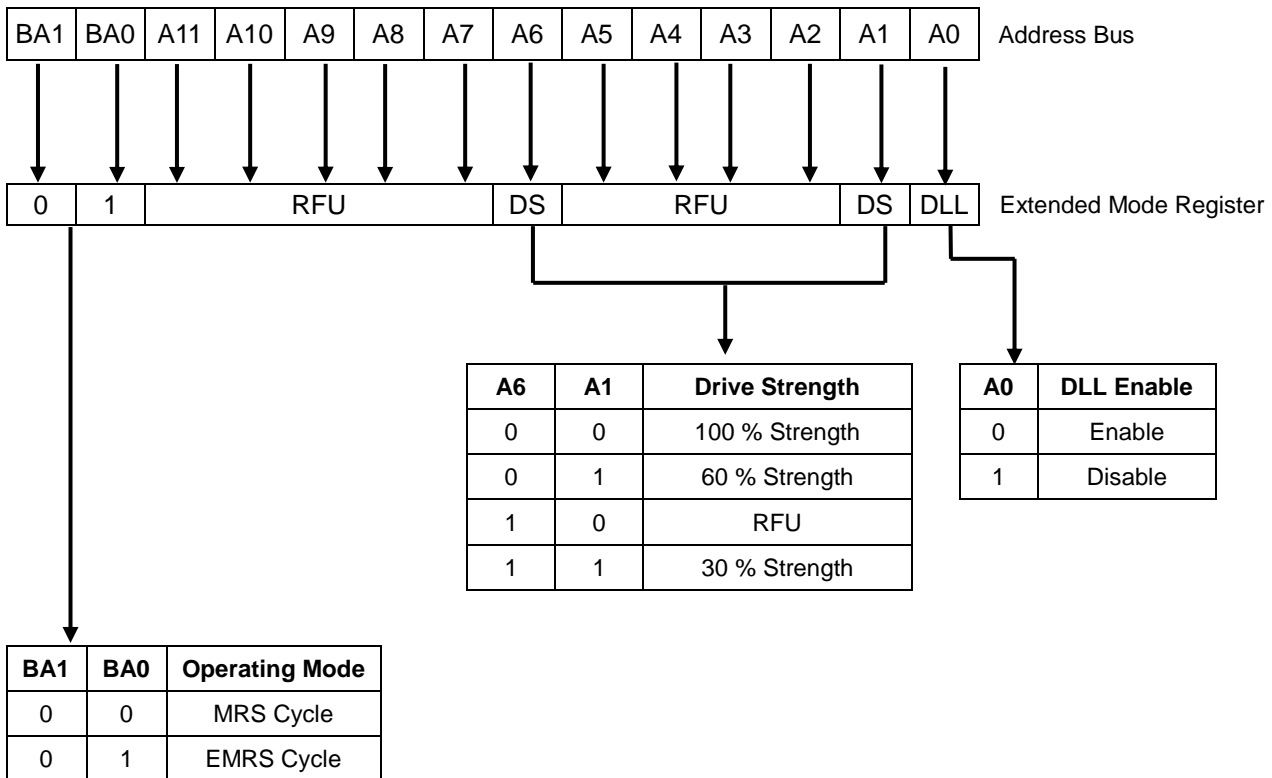 BA1 BA0 A11 A10 A9 A8 A7 A6 A5 A4 A3 A2 A1 A0 Address Bus
0 1 RFU DS RFU DS DLL Extended Mode Register
A6 A1 Drive Strength
0 0 100 % Strength
0 1 60 % Strength
1 0 RFU
1 1 30 % Strength
A0 DLL Enable
0 Enable
1 Disable
BA1 BA0 Operating Mode
0 0 MRS Cycle
0 1 EMRS Cycle